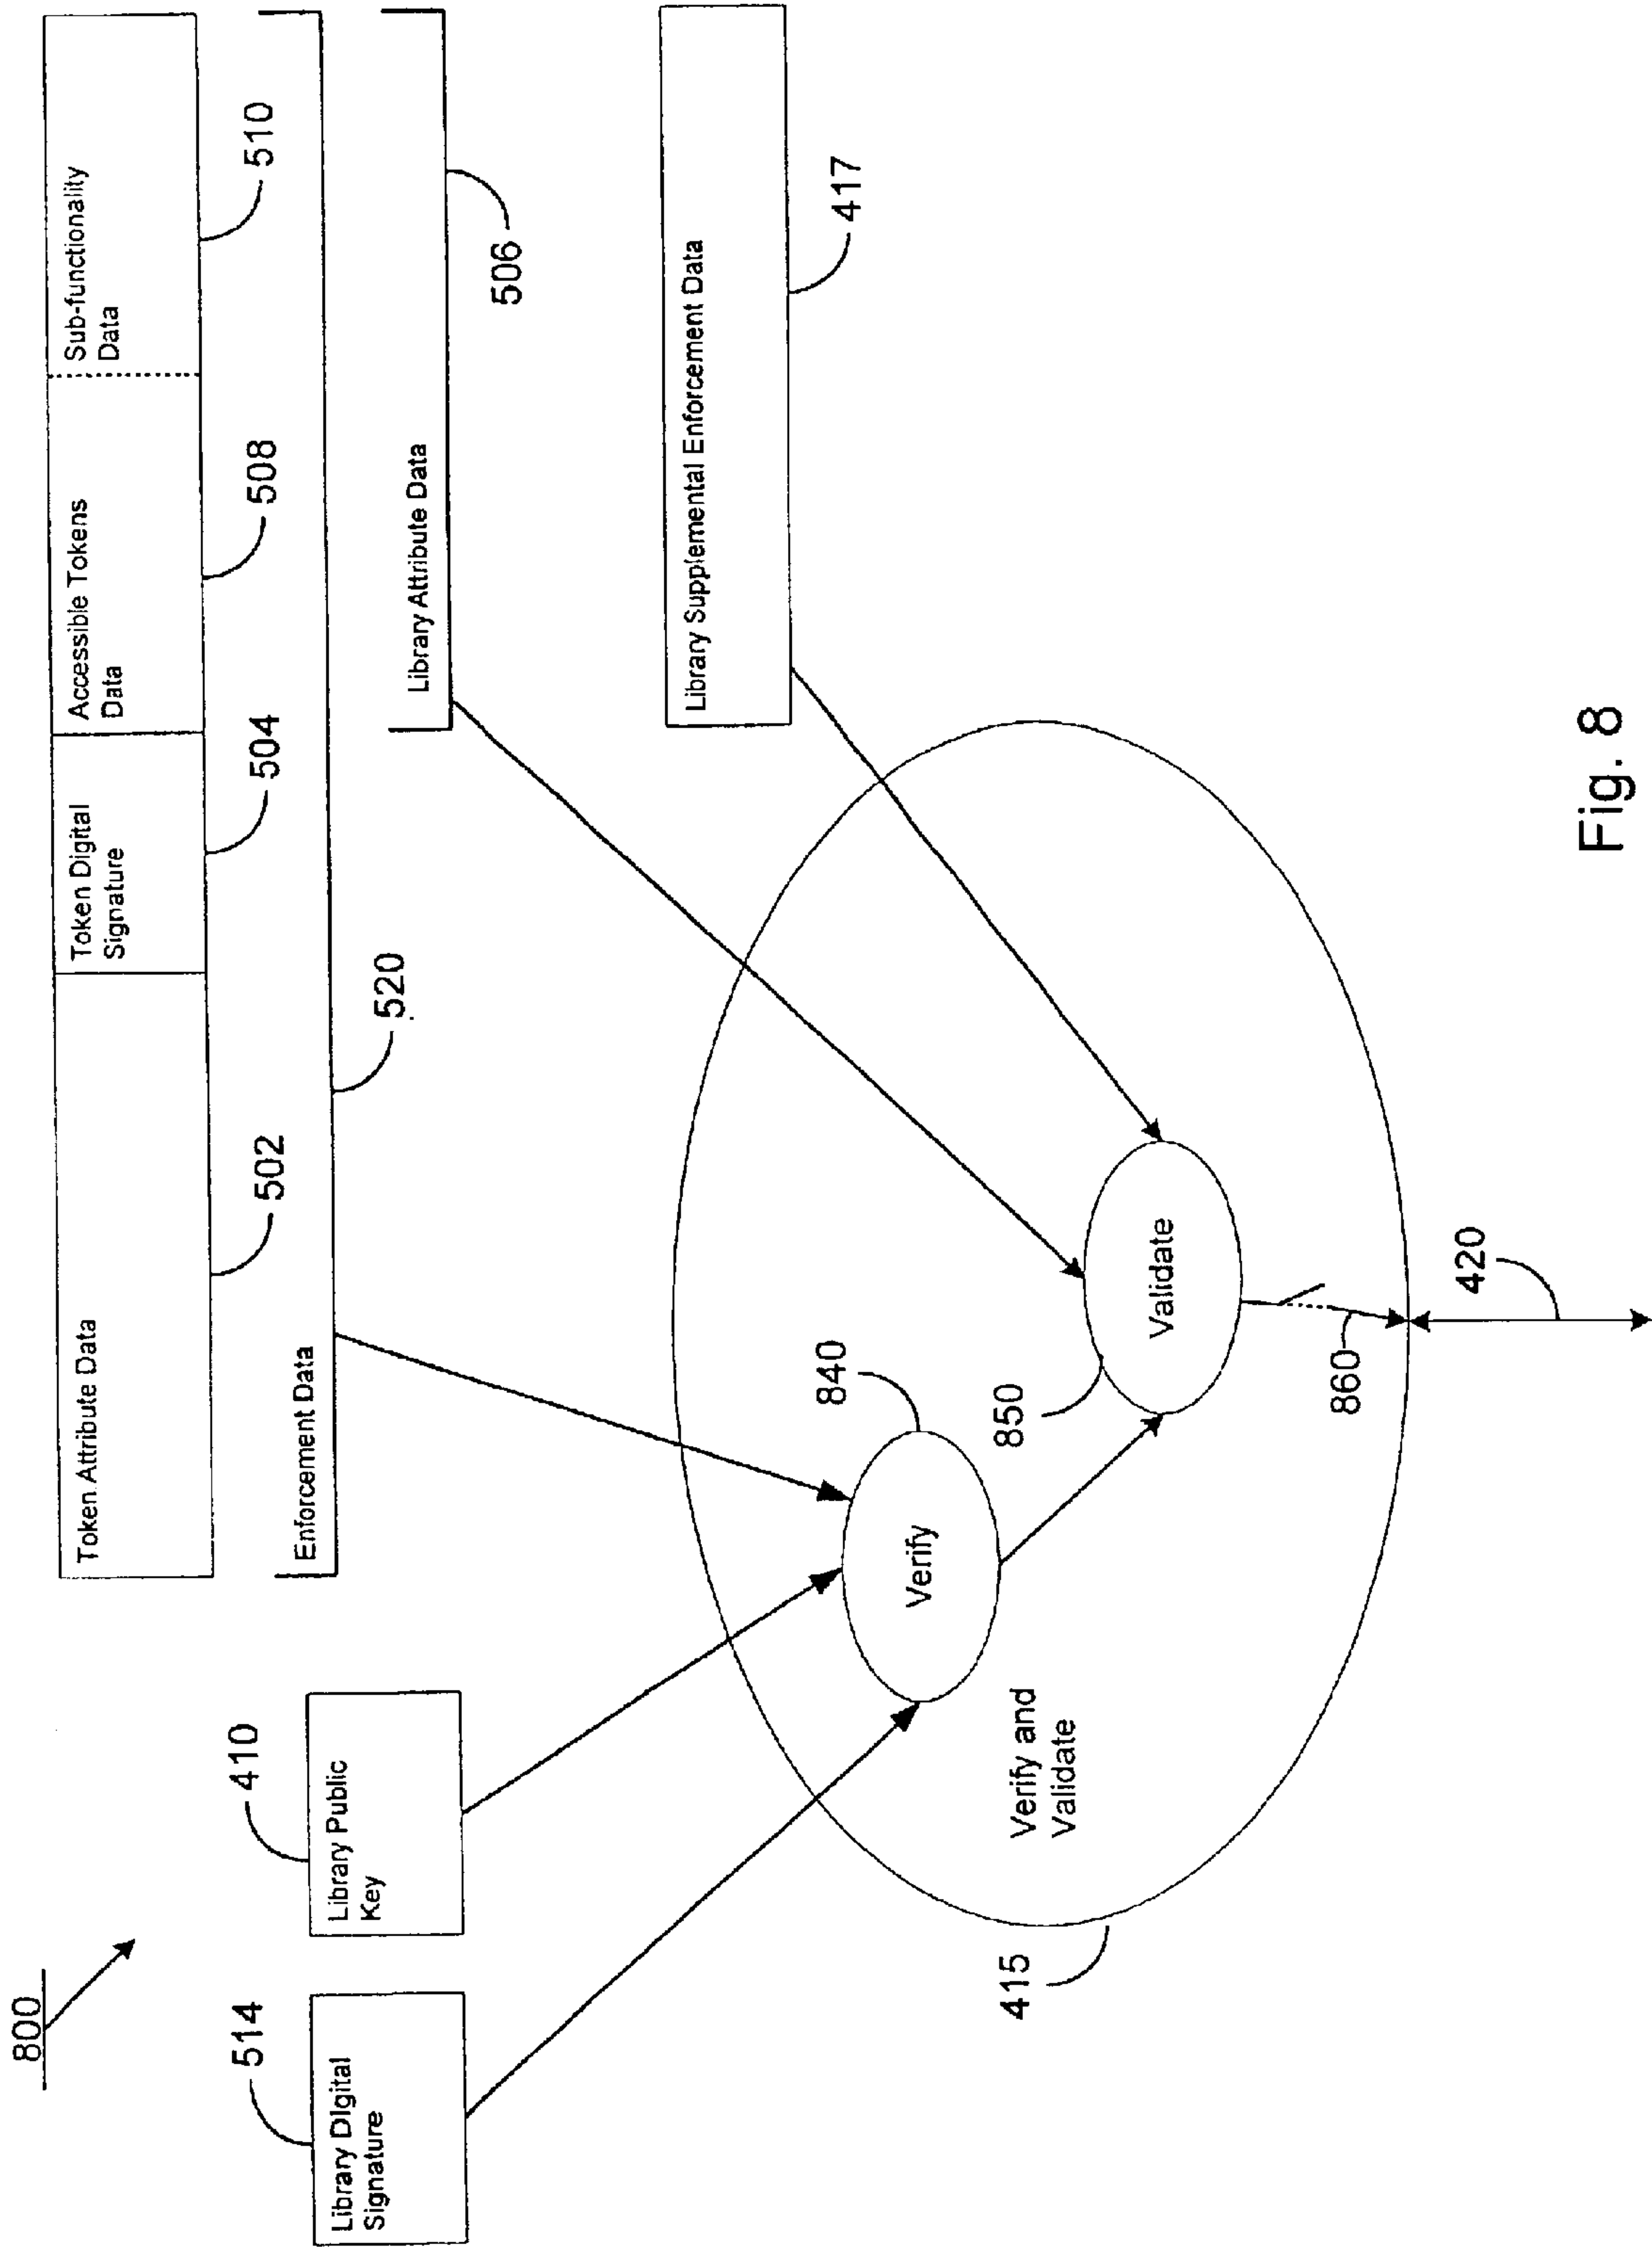 800
Token Attribute Data
Token Digital
Signature
Accessible Tokens
Data
Sub-functionality
Data
502
504
508
510
Enforcement Data
520
514
410
Library DIgital
Signature
Library Public
Key
Library Attribute Data
506
Library Supplemental Enforcement Data
417
415
Verify and
Validate
Verify
840
850
Validate
860
420
Fig. 8